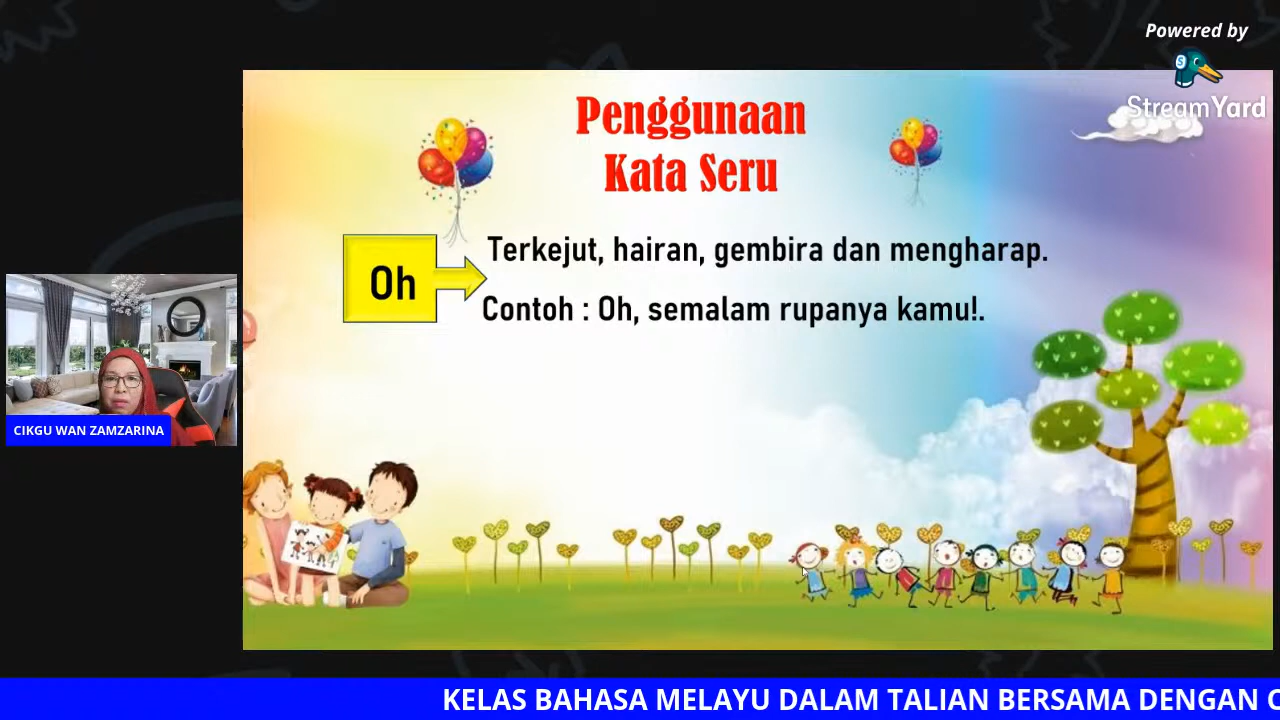 Powered by
StreamYard
Penggunaan
Kata Seru
Oh
Terkejut, hairan, gembira dan mengharap.
Contoh : Oh, semalam rupanya kamu!.
CIKGU WAN ZAMZARINA
KELAS BAHASA MELAYU DALAM TALIAN BERSAMA DENGAN